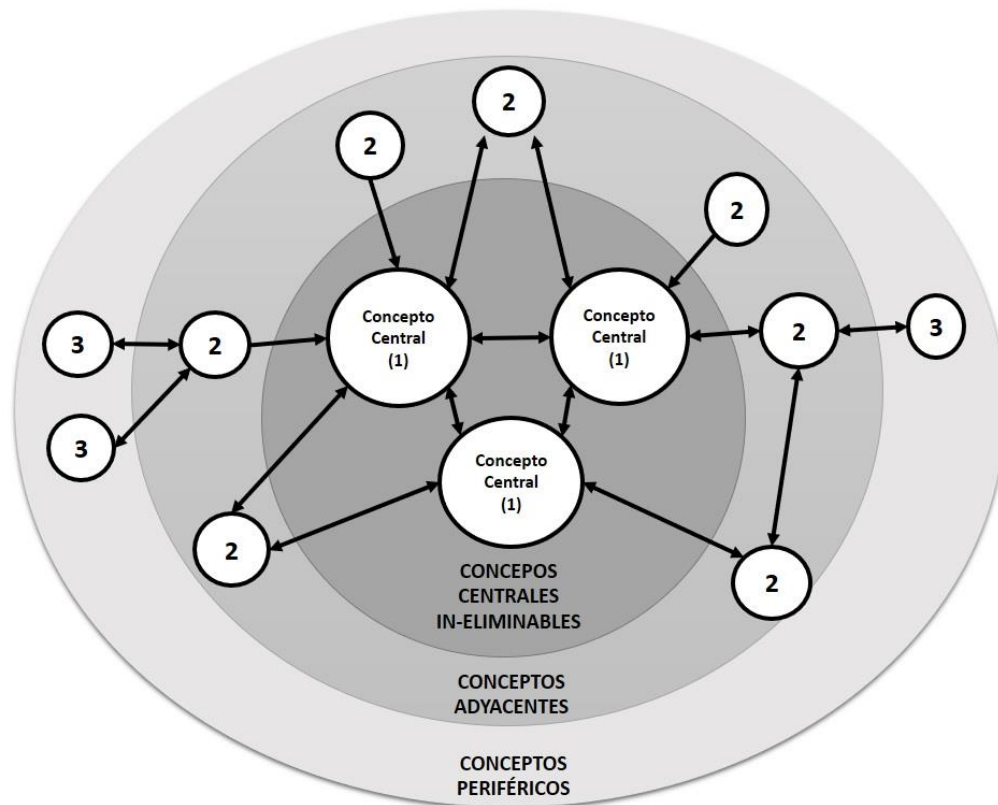 2
2
2
Concepto
Central
(1)
Concepto
Central
(1)
3
2
2
3
3
Concepto
Central
(1)
2
2
CONCEPOS
CENTRALES
IN-ELIMINABLES
CONCEPTOS
ADYACENTES
CONCEPTOS
PERIFÉRICOS